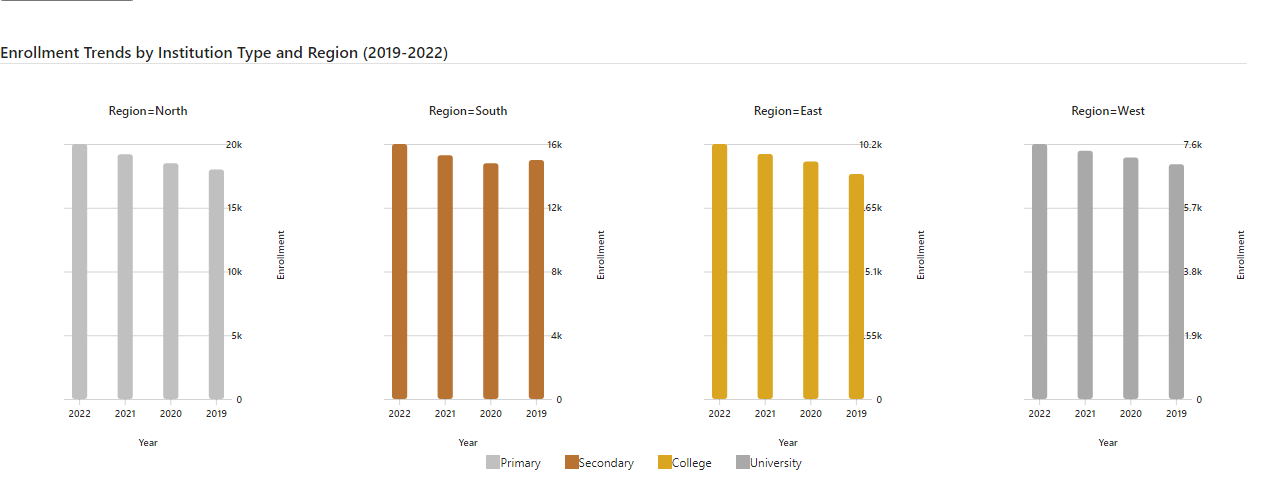 Enrollment Trends by Institution Type and Region (2019-2022)
Region=North
20k
15k
10k
5k
0
Enrollment
2022 2021 2020 2019
Year
Region=South
16k
12k
8k
4k
0
Enrollment
2022 2021 2020 2019
Year
Region=East
10.2k
.65k
5.1k
.55k
0
Enrollment
2022 2021 2020 2019
Year
Region=West
7.6k
5.7k
3.8k
1.9k
0
Enrollment
2022 2021 2020 2019
Year
Primary Secondary College University